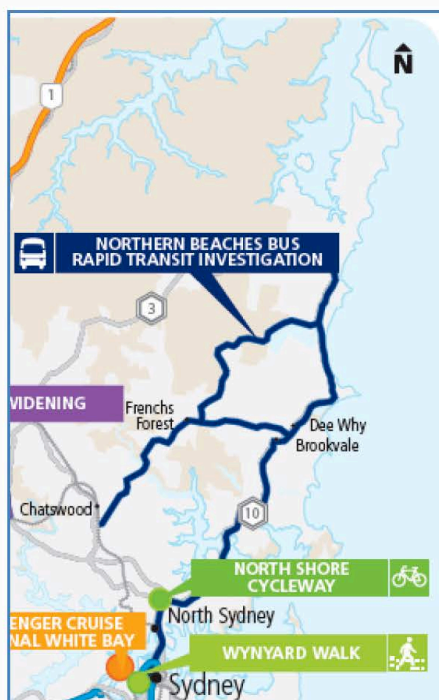 N
1
NORTHERN BEACHES BUS
RAPID TRANSIT INVESTIGATION
3
WIDENING
Frenchs
Forest
Dee Why
Brookvale
Chatswood
10
NORTH SHORE
CYCLEWAY
ENGER CRUISE
NAL WHITE BAY
North Sydney
WYNYARD WALK
Sydney